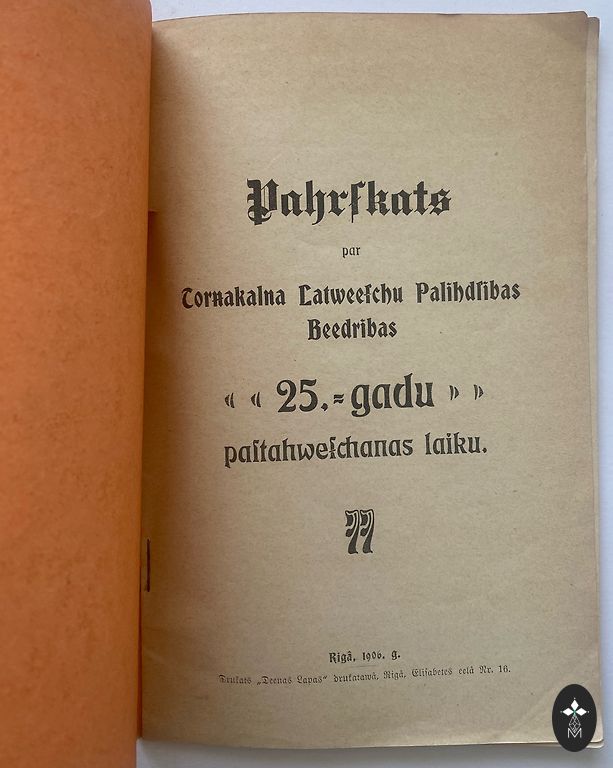 Pahrſkats
par
Tornakalna Latweeſchu Palihdſibas
Beedribas
« « 25.=gadu » »
paſtahweſchanas laiku.
Rigâ, 1906. g.
Drukats „Deenas Lapas“ drukatawâ, Rigâ, Eliſabetes eelâ Nr. 16.